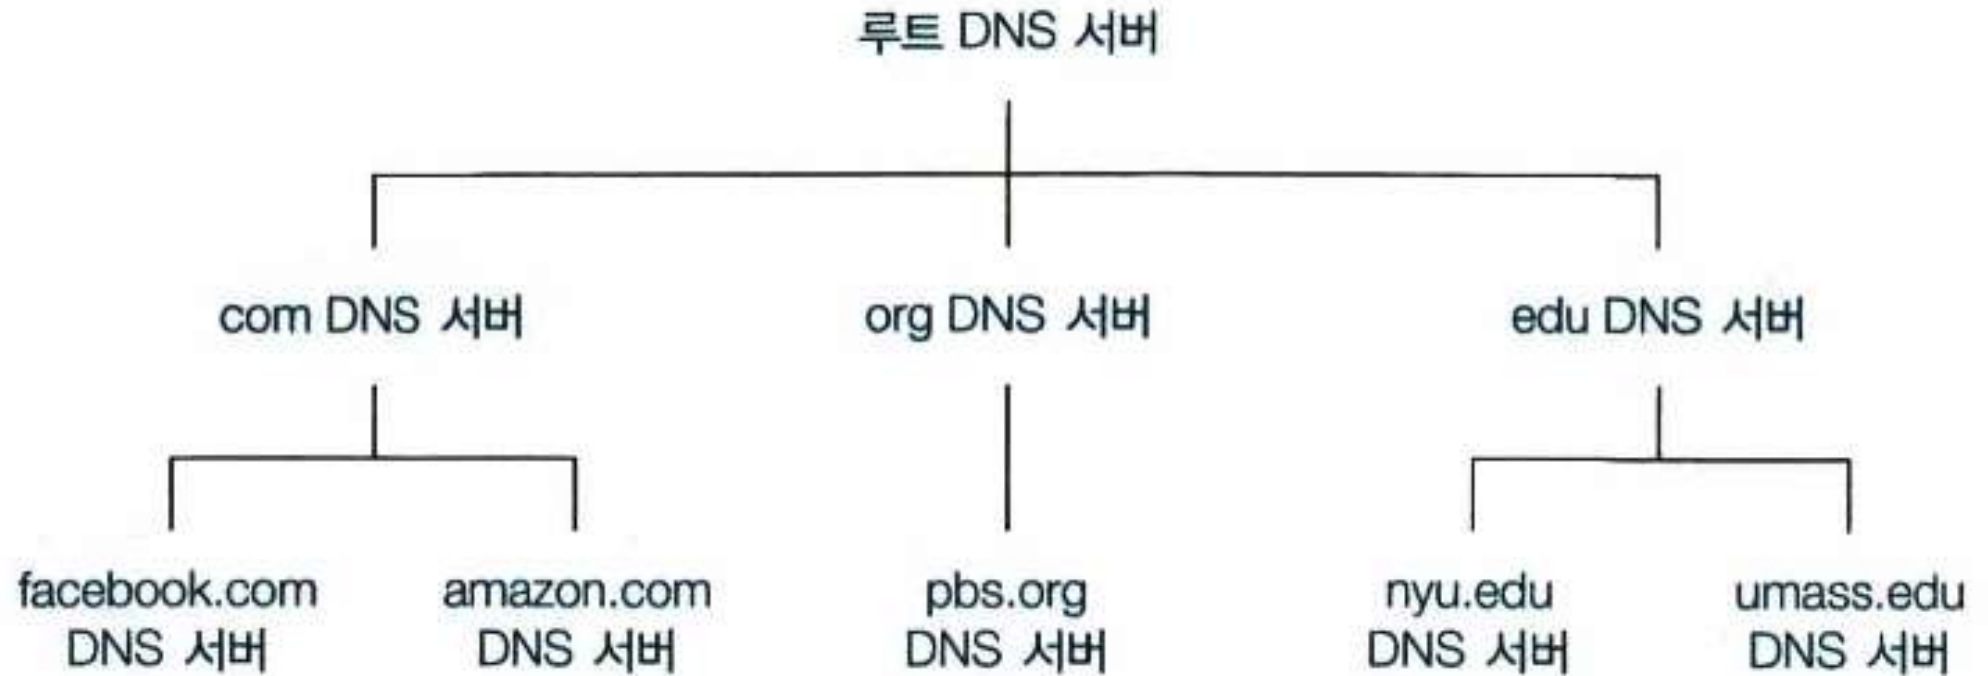 루트 DNS 서버
com DNS 서버
org DNS 서버
edu DNS 서버
facebook.com
DNS 서버
amazon.com
DNS 서버
pbs.org
DNS 서버
nyu.edu
DNS 서버
umass.edu
DNS 서버